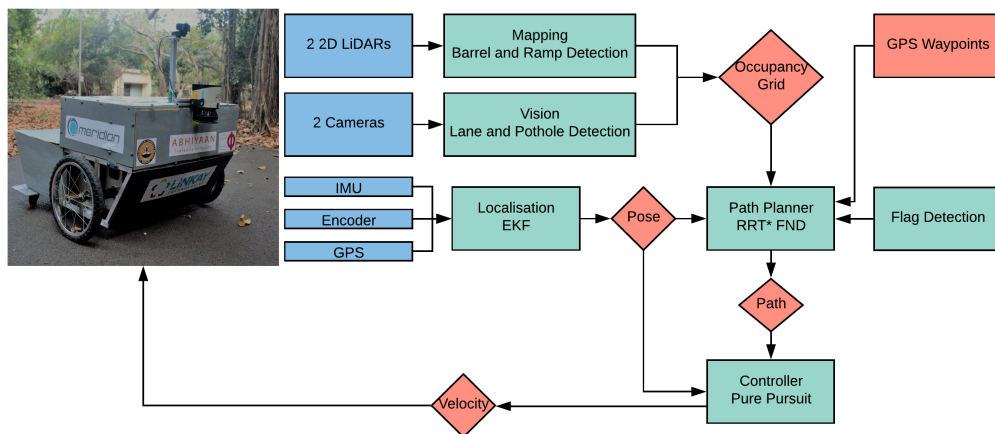 2 2D LiDARs
Mapping
Barrel and Ramp Detection
Occupancy
Grid
GPS Waypoints
2 Cameras
Vision
Lane and Pothole Detection
meridian
ABHIYAAN
LINKAY
IMU
Encoder
GPS
Localisation
EKF
Pose
Path Planner
RRT* FND
Flag Detection
Path
Controller
Pure Pursuit
Velocity